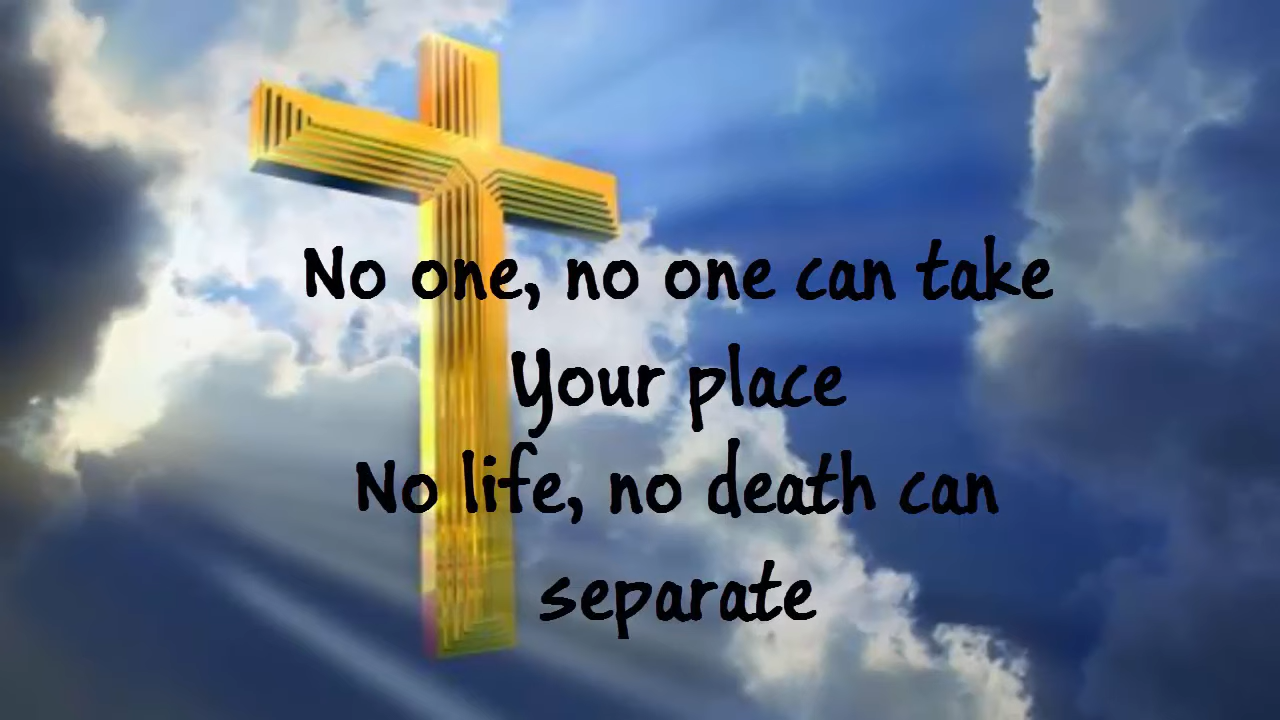 No one, no one can take
Your place
No life, no death can
separate